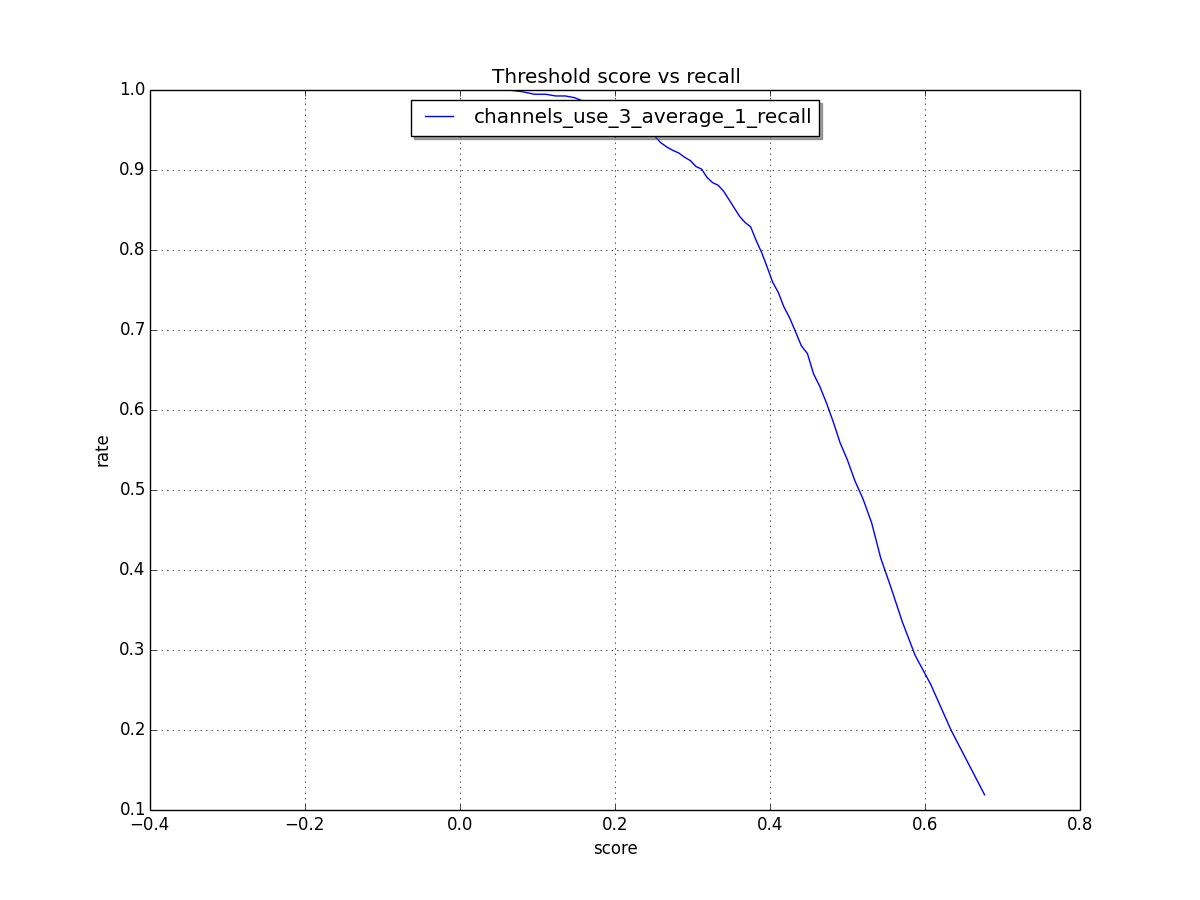 Threshold score vs recall
channels_use_3_average_1_recall
1.0
0.9
0.8
0.7
0.6
0.5
0.4
0.3
0.2
0.1
rate
−0.4 −0.2 0.0 0.2 0.4 0.6 0.8
score